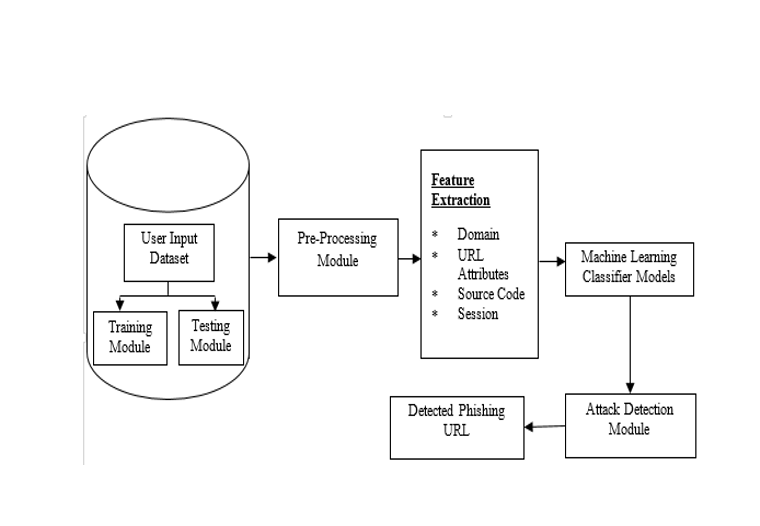 User Input
Dataset
Training
Module
Testing
Module
Pre-Processing
Module
Feature
Extraction
* Domain
* URL
Attributes
* Source Code
* Session
Machine Learning
Classifier Models
Attack Detection
Module
Detected Phishing
URL